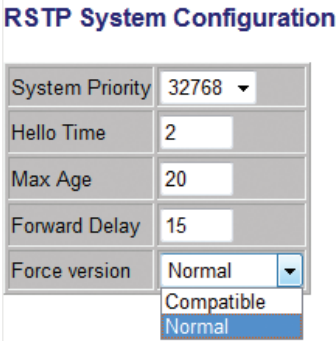 RSTP System Configuration
System Priority 32768
Hello Time 2
Max Age 20
Forward Delay 15
Force version Normal
Compatible
Normal